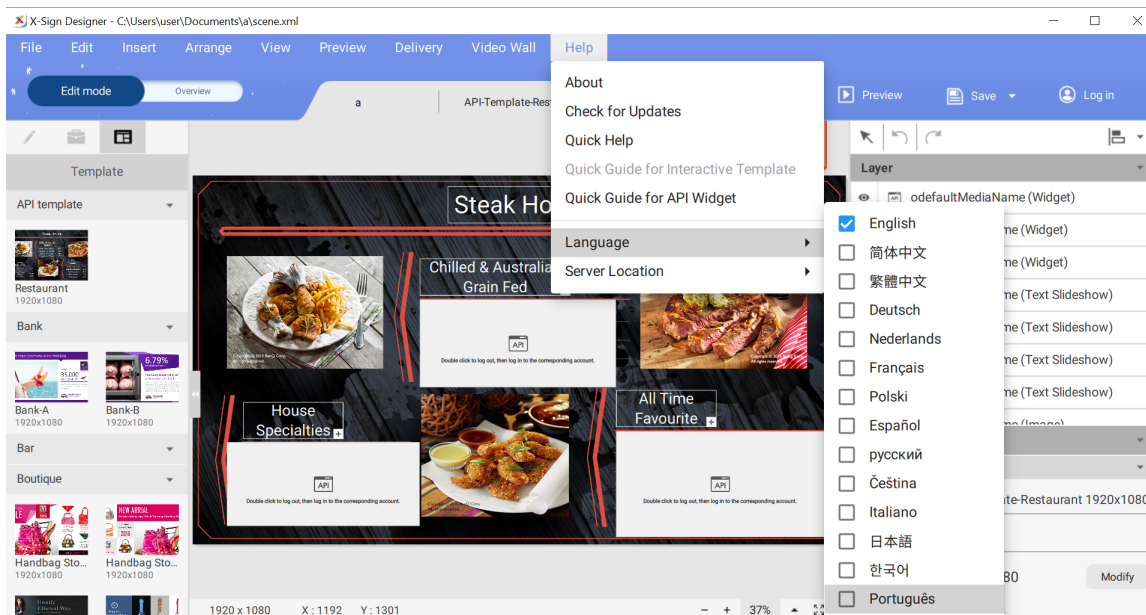 X-Sign Designer - C:\Users\user\Documents\a\scene.xml
File Edit Insert Arrange View Preview Delivery Video Wall Help
Edit mode Overview
a API-Template-Res
Preview Save Log in
About
Check for Updates
Quick Help
Quick Guide for Interactive Template
Quick Guide for API Widget
Language
Server Location
English
简体中文
繁體中文
Deutsch
Nederlands
Français
Polski
Español
русский
Čeština
Italiano
日本語
한국어
Português
Template
API template
Restaurant
1920x1080
Bank
35,000
6.79%
Bank-A
1920x1080
Bank-B
1920x1080
Bar
Boutique
NEW ARRIAL
Handbag Sto...
1920x1080
Handbag Sto...
1920x1080
Steak Ho
Chilled & Australia
Grain Fed
API
Double click to log out, then log in to the corresponding account.
House
Specialties
All Time
Favourite
API
Double click to log out, then log in to the corresponding account.
API
Double click to log out, then log in to the corresponding account.
Layer
odefaultMediaName (Widget)
me (Widget)
me (Widget)
me (Text Slideshow)
me (Text Slideshow)
me (Text Slideshow)
me (Text Slideshow)
me (Image)
te-Restaurant 1920x1080
80
Modify
1920 x 1080 X : 1192 Y : 1301
37%